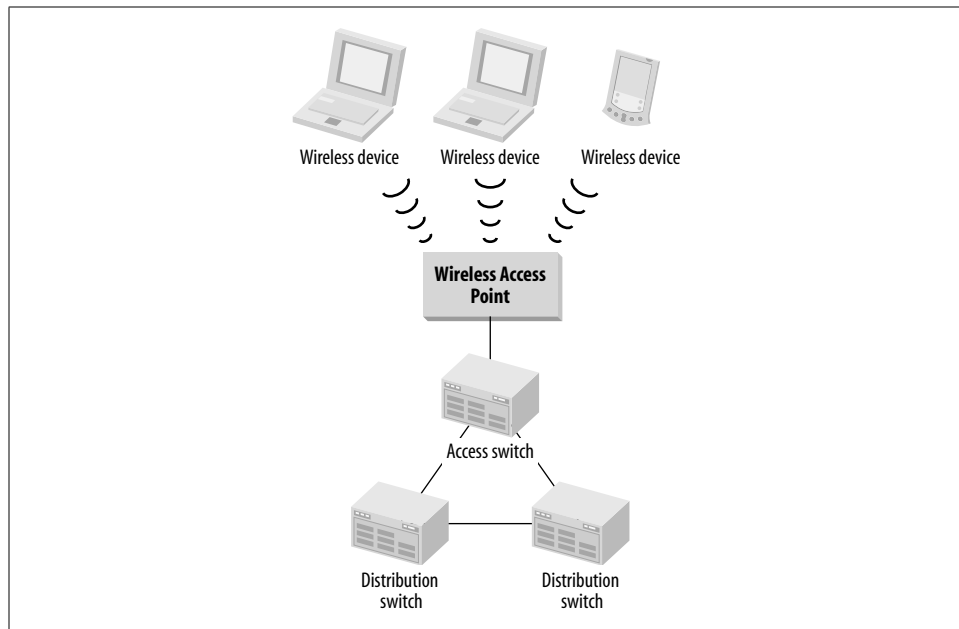 Wireless device
Wireless device
Wireless device
Wireless Access
Point
Access switch
Distribution
switch
Distribution
switch